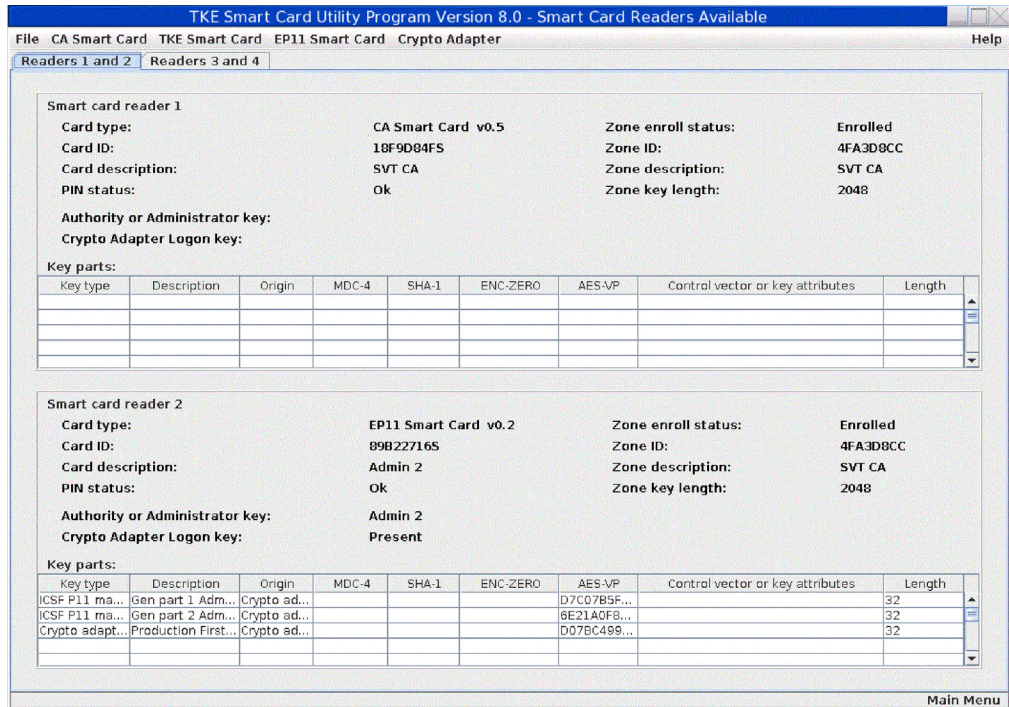 TKE Smart Card Utility Program Version 8.0 - Smart Card Readers Available
File CA Smart Card TKE Smart Card EP11 Smart Card Crypto Adapter Help
Readers 1 and 2 Readers 3 and 4
Smart card reader 1
Card type: CA Smart Card v0.5 Zone enroll status: Enrolled
Card ID: 18F9D84FS Zone ID: 4FA3D8CC
Card description: SVT CA Zone description: SVT CA
PIN status: Ok Zone key length: 2048
Authority or Administrator key:
Crypto Adapter Logon key:
Key parts:
Key type Description Origin MDC-4 SHA-1 ENC-ZERO AES-VP Control vector or key attributes Length
Smart card reader 2
Card type: EP11 Smart Card v0.2 Zone enroll status: Enrolled
Card ID: 89B22716S Zone ID: 4FA3D8CC
Card description: Admin 2 Zone description: SVT CA
PIN status: Ok Zone key length: 2048
Authority or Administrator key: Admin 2
Crypto Adapter Logon key: Present
Key parts:
Key type Description Origin MDC-4 SHA-1 ENC-ZERO AES-VP Control vector or key attributes Length
ICSF P11 ma... Gen part 1 Adm... Crypto ad... D7C07B5F... 32
ICSF P11 ma... Gen part 2 Adm... Crypto ad... 6E21A0F8... 32
Crypto adapt... Production First... Crypto ad... D07BC499... 32
Main Menu